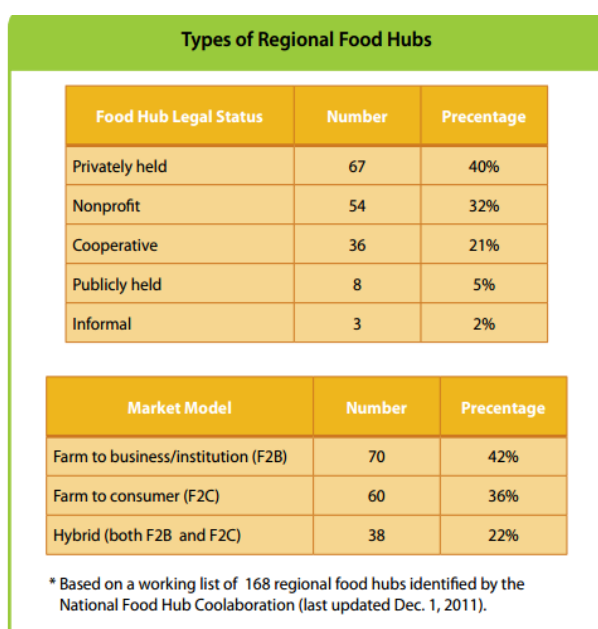 Types of Regional Food Hubs
Food Hub Legal Status Number Precentage
Privately held 67 40%
Nonprofit 54 32%
Cooperative 36 21%
Publicly held 8 5%
Informal 3 2%
Market Model Number Precentage
Farm to business/institution (F2B) 70 42%
Farm to consumer (F2C) 60 36%
Hybrid (both F2B and F2C) 38 22%
* Based on a working list of 168 regional food hubs identified by the
National Food Hub Coolaboration (last updated Dec. 1, 2011).